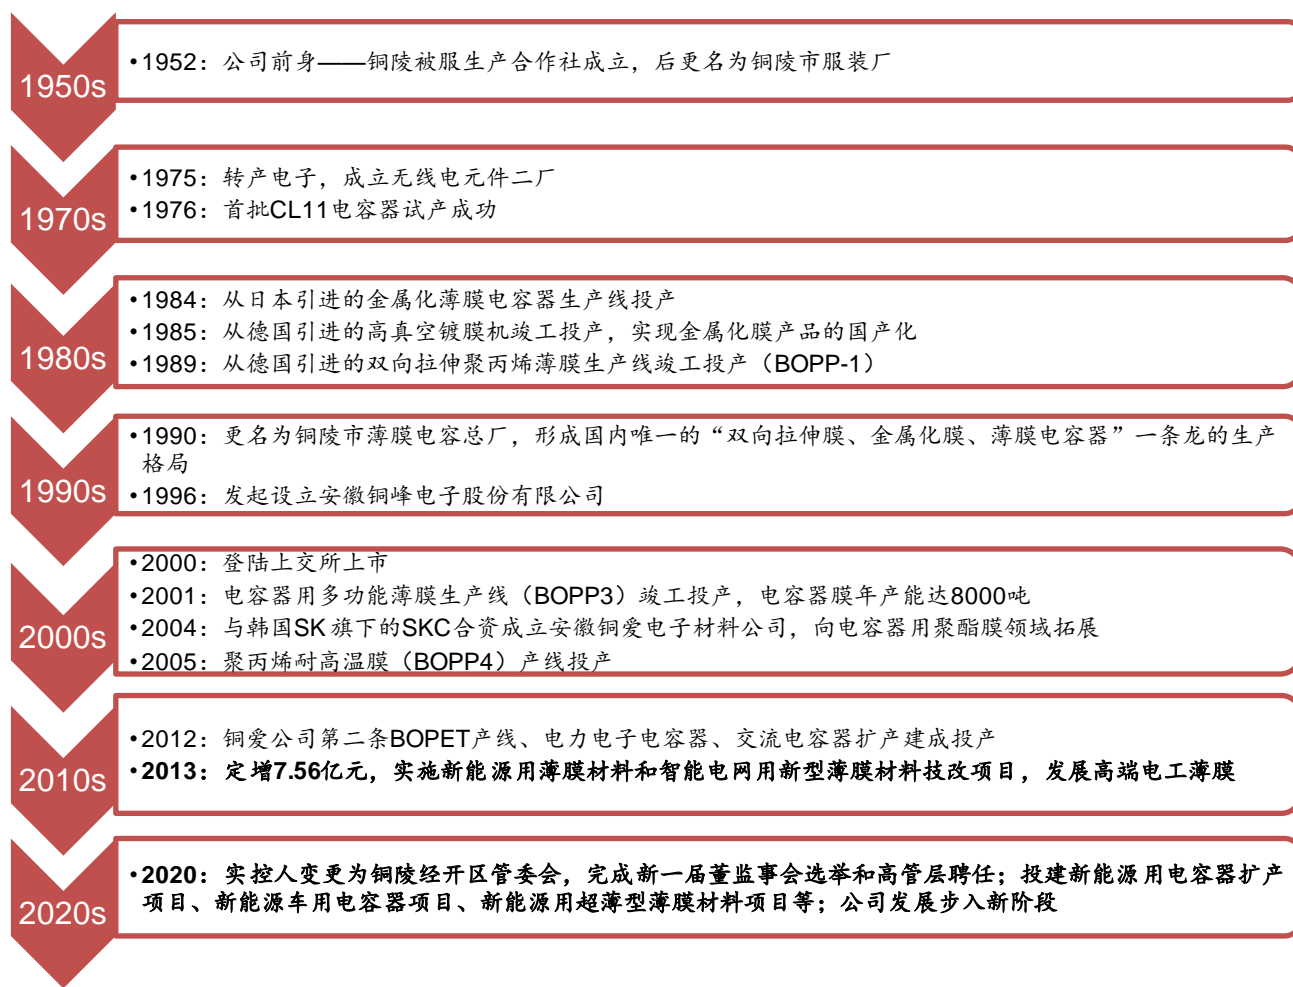 1950s
•1952：公司前身——铜陵被服生产合作社成立，后更名为铜陵市服装厂
1970s
•1975：转产电子，成立无线电元件二厂
•1976：首批CL11电容器试产成功
1980s
•1984：从日本引进的金属化薄膜电容器生产线投产
•1985：从德国引进的高真空镀膜机竣工投产，实现金属化膜产品的国产化
•1989：从德国引进的双向拉伸聚丙烯薄膜生产线竣工投产（BOPP-1）
1990s
•1990：更名为铜陵市薄膜电容总厂，形成国内唯一的“双向拉伸膜、金属化膜、薄膜电容器”一条龙的生产
格局
•1996：发起设立安徽铜峰电子股份有限公司
2000s
•2000：登陆上交所上市
•2001：电容器用多功能薄膜生产线（BOPP3）竣工投产，电容器膜年产能达8000吨
•2004：与韩国SK旗下的SKC合资成立安徽铜爱电子材料公司，向电容器用聚酯膜领域拓展
•2005：聚丙烯耐高温膜（BOPP4）产线投产
2010s
•2012：铜爱公司第二条BOPET产线、电力电子电容器、交流电容器扩产建成投产
•2013：定增7.56亿元，实施新能源用薄膜材料和智能电网用新型薄膜材料技改项目，发展高端电工薄膜
2020s
•2020：实控人变更为铜陵经开区管委会，完成新一届董监事会选举和高管层聘任；投建新能源用电容器扩产
项目、新能源车用电容器项目、新能源用超薄型薄膜材料项目等；公司发展步入新阶段